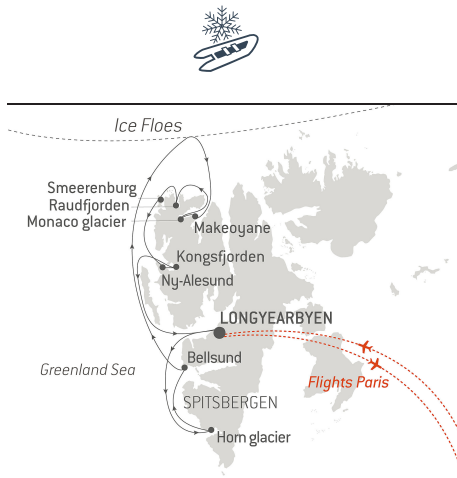 Ice Floes
Smeerenburg
Raudfjorden
Monaco glacier
Makeoyane
Kongsfjorden
Ny-Alesund
LONGYEARBYEN
Bellsund
Greenland Sea
Flights Paris
SPITSBERGEN
Horn glacier